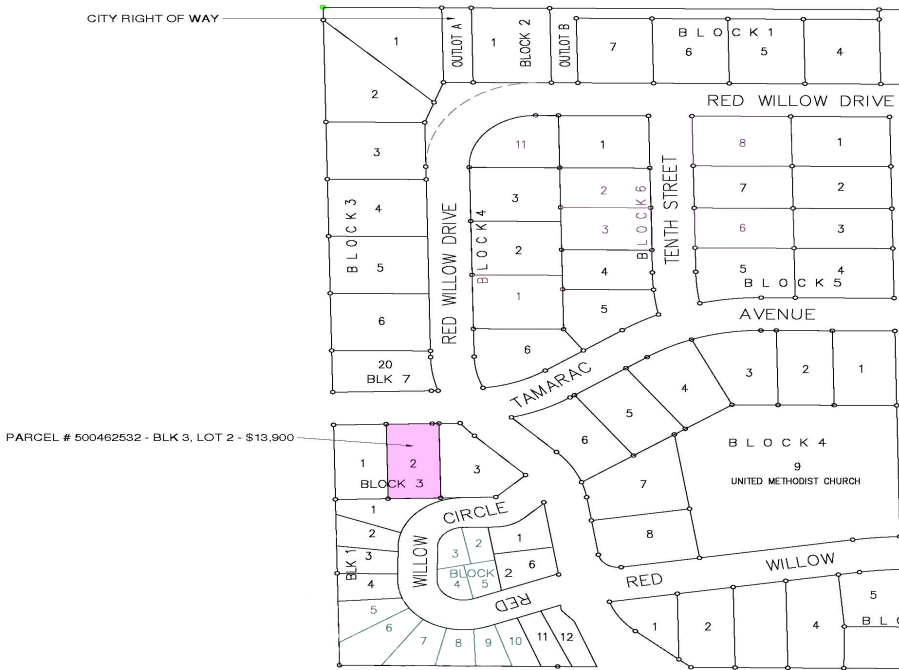 CITY RIGHT OF WAY
1
OUTLOT A
1
BLOCK 2
OUTLOT B
7
BLOCK 1
6
5
4
2
RED WILLOW DRIVE
3
11
1
8
1
BLOCK 3
4
RED WILLOW DRIVE
BLOCK 4
3
2
BLOCK 6
TENTH STREET
7
2
5
2
3
6
3
1
4
5
4
BLOCK 5
6
5
AVENUE
20
BLK 7
6
TAMARAC
3
2
1
4
5
6
PARCEL # 500462532 - BLK 3, LOT 2 - $13,900
1
2
3
BLOCK 3
BLOCK 4
9
UNITED METHODIST CHURCH
7
8
1
2
BLK 1
3
4
5
6
7
8
9
10
11
12
WILLOW
CIRCLE
RED
3
2
1
BLOCK 2
4
5
6
RED
WILLOW
1
2
4
5
BLO